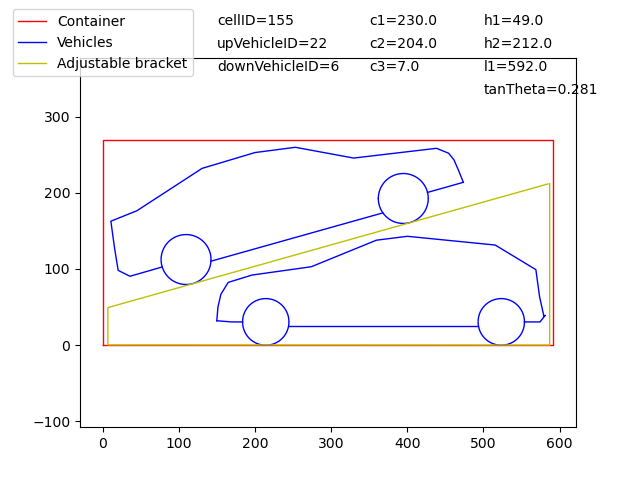 Container
Vehicles
Adjustable bracket
cellID=155
upVehicleID=22
downVehicleID=6
c1=230.0
c2=204.0
c3=7.0
h1=49.0
h2=212.0
l1=592.0
tanTheta=0.281
300
200
100
0
−100
0 100 200 300 400 500 600